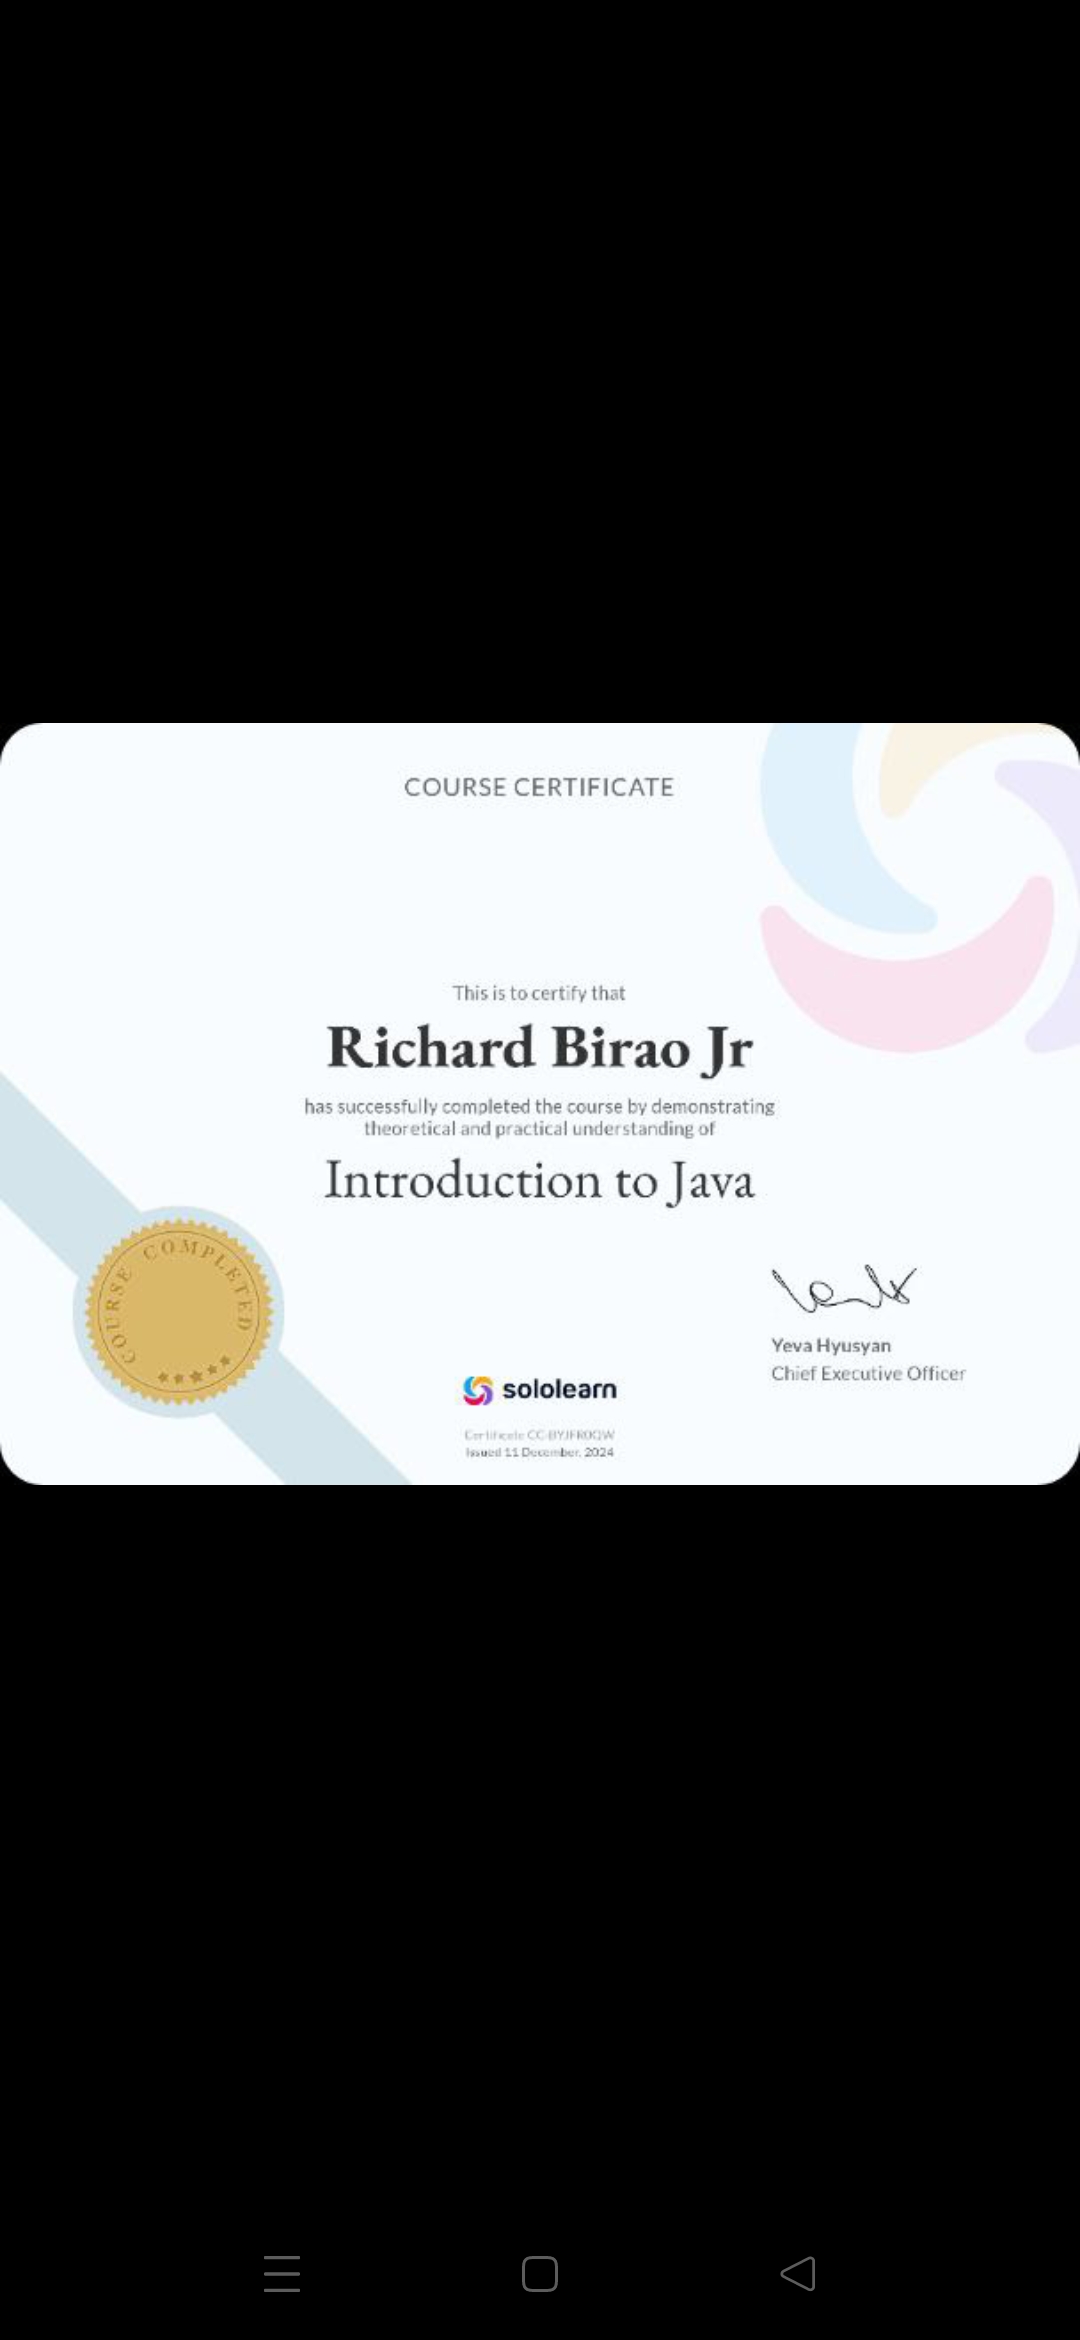 COURSE CERTIFICATE
This is to certify that
Richard Birao Jr
has successfully completed the course by demonstrating
theoretical and practical understanding of
Introduction to Java
COURSE COMPLETED
Yeva Hyusyan
Chief Executive Officer
sololearn
Certificate CC-BYJFR0QW
Issued 11 December, 2024